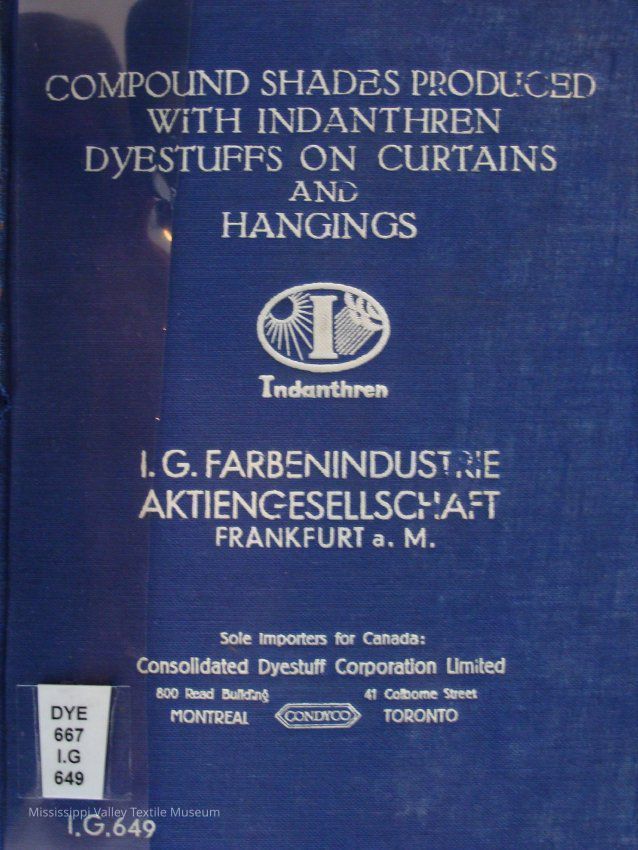 COMPOUND SHADES PRODUCED
WITH INDANTHREN
DYESTUFFS ON CURTAINS
AND
HANGINGS
I
Indanthren
I. G. FARBENINDUSTRIE
AKTIENGESELLSCHAFT
FRANKFURT a. M.
Sole Importers for Canada:
Consolidated Dyestuff Corporation Limited
800 Read Building 41 Colborne Street
MONTREAL CONDYCO TORONTO
DYE
667
I.G
649
Mississippi Valley Textile Museum
I.G.649